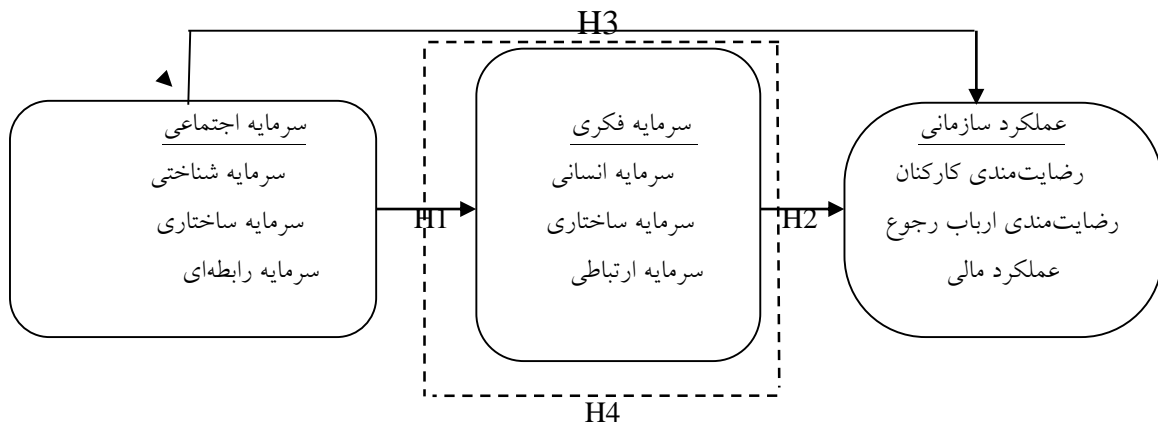 H3
سرمایه اجتماعی
سرمایه شناختی
سرمایه ساختاری
سرمایه رابطه‌ای
H1
سرمایه فکری
سرمایه انسانی
سرمایه ساختاری
سرمایه ارتباطی
H2
عملکرد سازمانی
رضایت‌مندی کارکنان
رضایت‌مندی ارباب رجوع
عملکرد مالی
H4